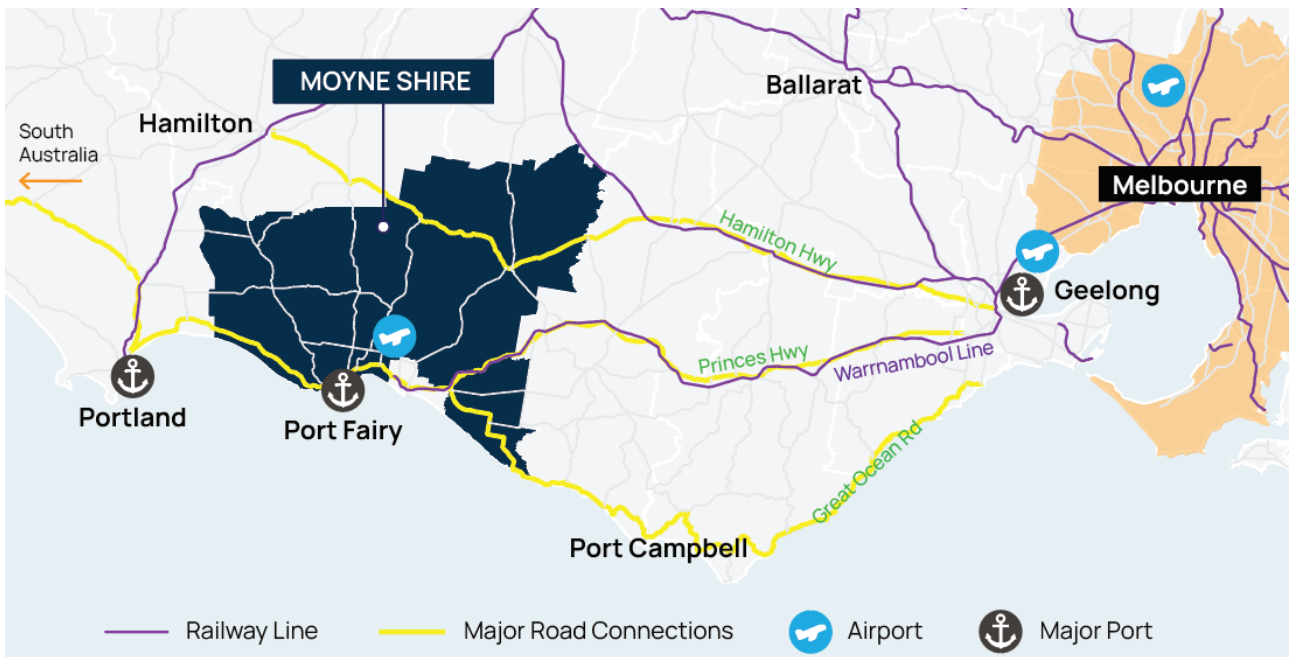 MOYNE SHIRE
Ballarat
Hamilton
South
Australia
Melbourne
Hamilton Hwy
Geelong
Princes Hwy
Warrnambool Line
Portland
Port Fairy
Great Ocean Rd
Port Campbell
Railway Line
Major Road Connections
Airport
Major Port